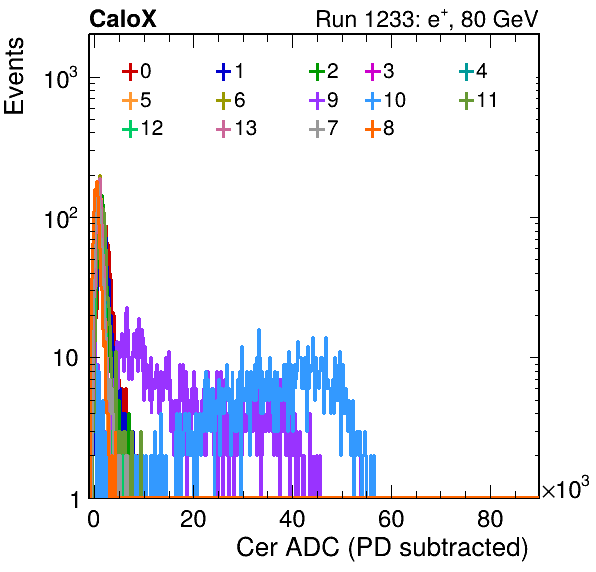 CaloX Run 1233: e⁺, 80 GeV
Events
10³
10²
10
1
0 1 2 3 4
5 6 9 10 11
12 13 7 8
0 20 40 60 80
×10³
Cer ADC (PD subtracted)